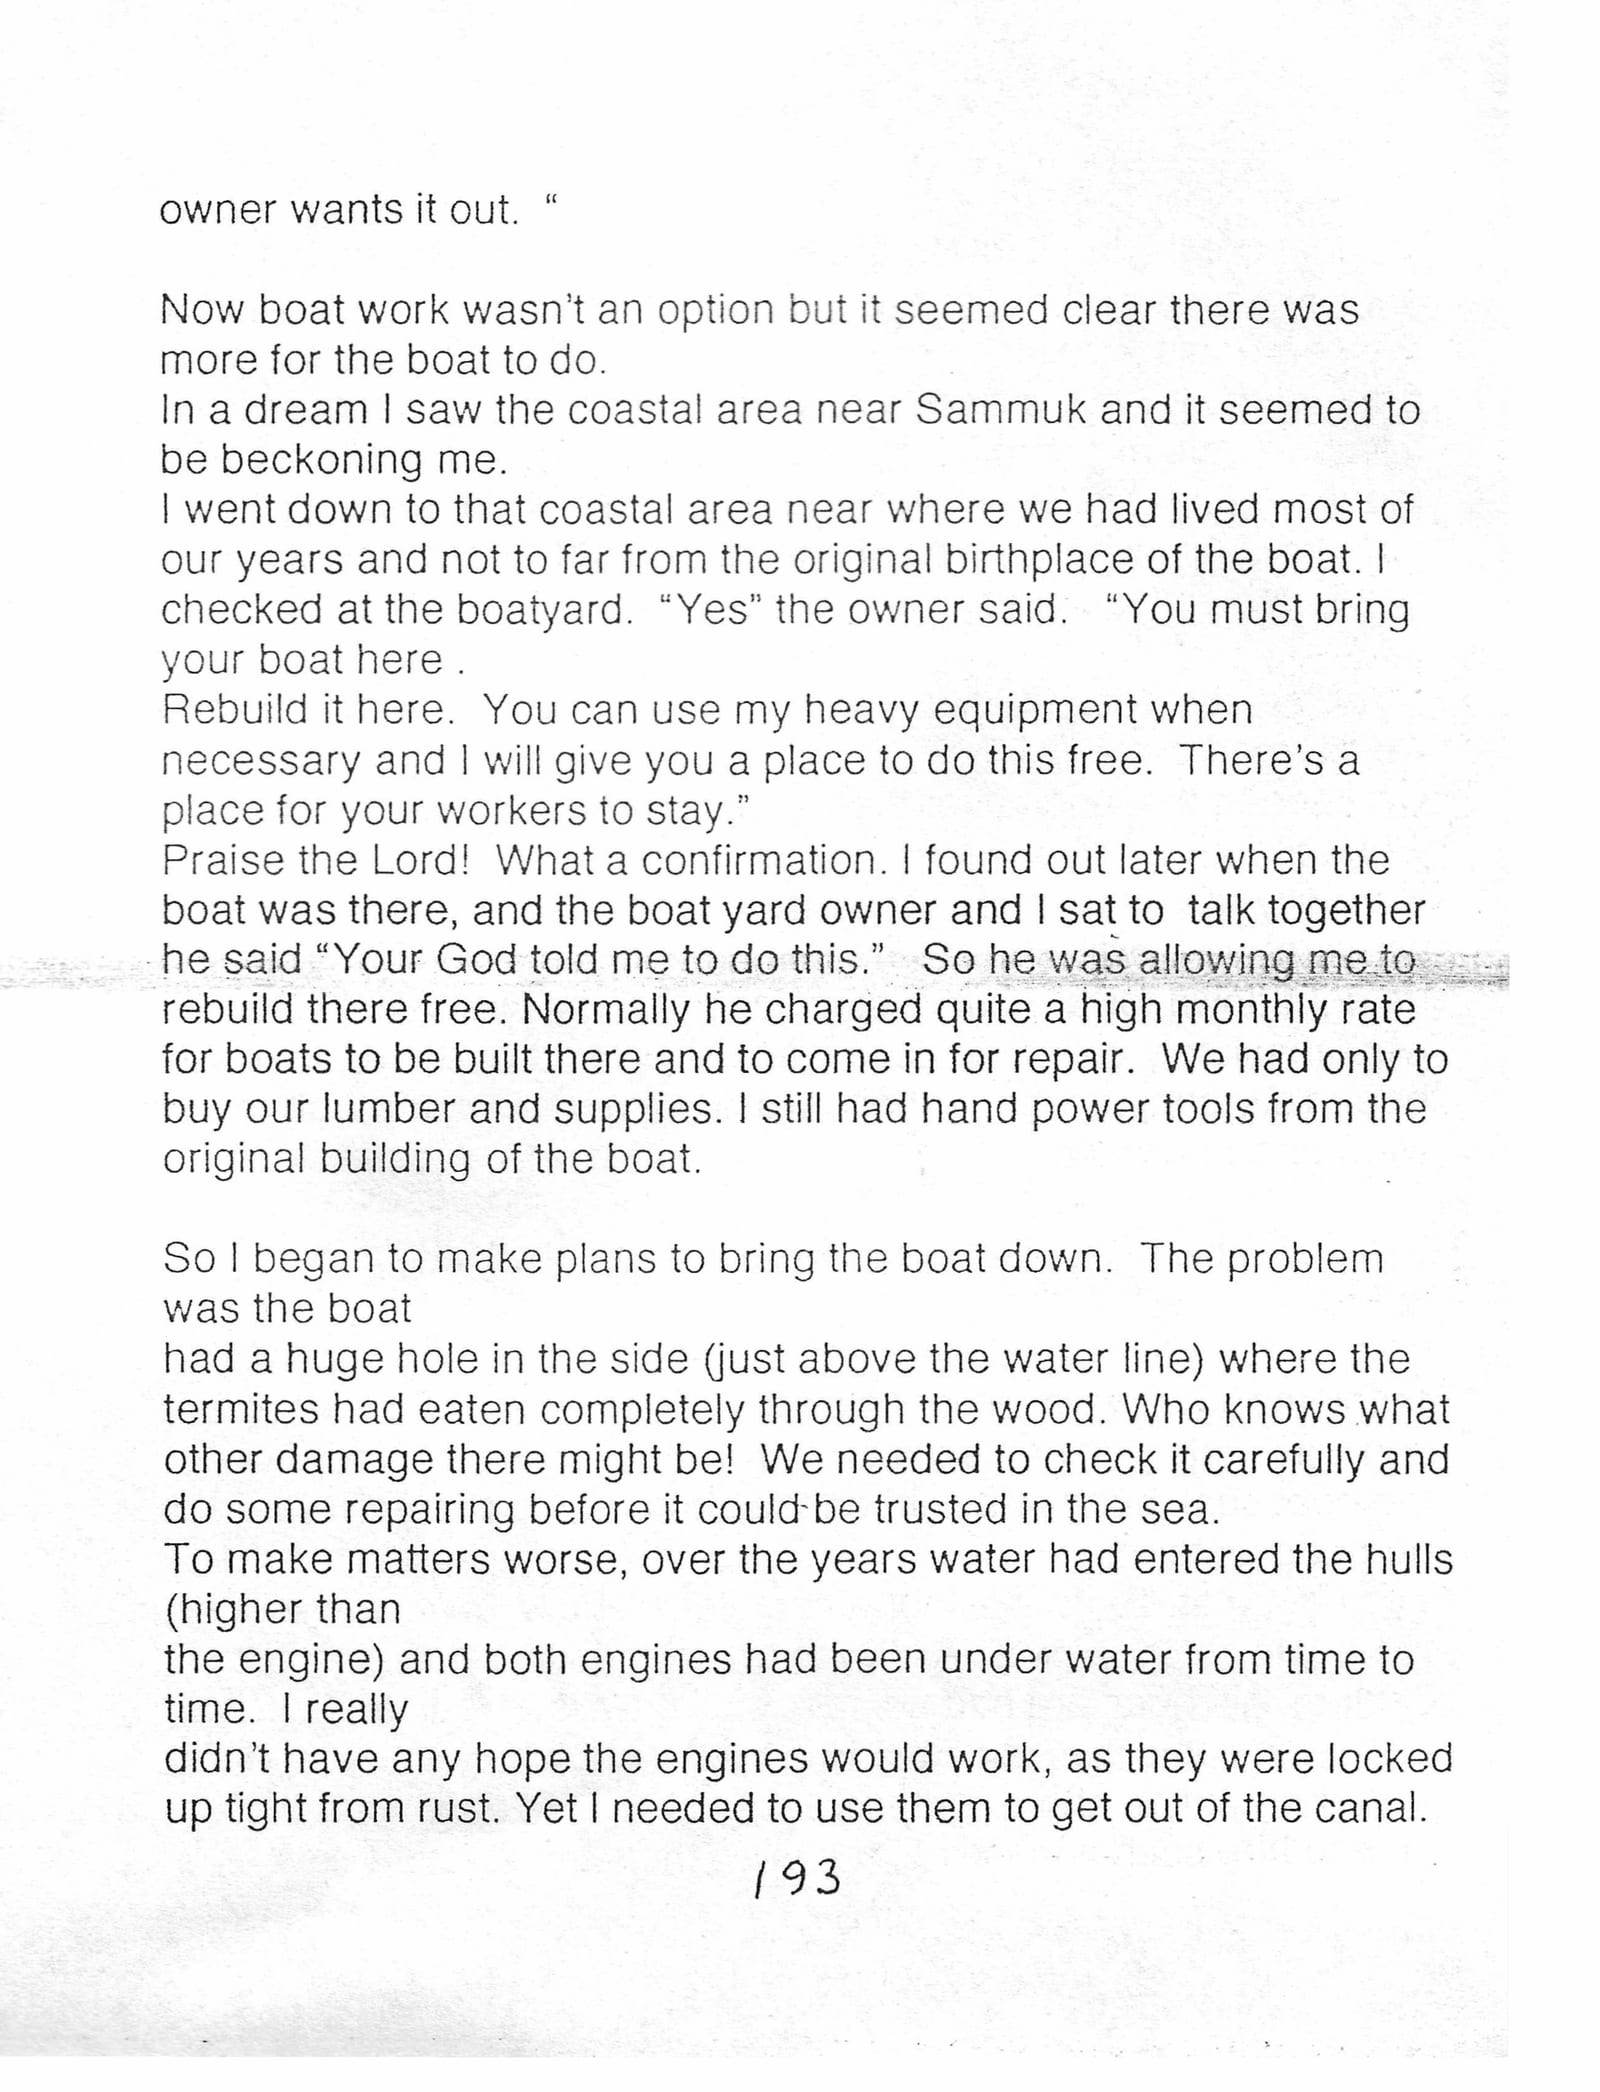 owner wants it out.  “
Now boat work wasn't an option but it seemed clear there was
more for the boat to do.
In a dream I saw the coastal area near Sammuk and it seemed to
be beckoning me.
I went down to that coastal area near where we had lived most of
our years and not to far from the original birthplace of the boat. I
checked at the boatyard.  “Yes” the owner said.   “You must bring
your boat here .
Rebuild it here.  You can use my heavy equipment when
necessary and I will give you a place to do this free.  There's a
place for your workers to stay.”
Praise the Lord!  What a confirmation. I found out later when the
boat was there, and the boat yard owner and I sat to  talk together
he said “Your God told me to do this.”   So he was allowing me to
rebuild there free. Normally he charged quite a high monthly rate
for boats to be built there and to come in for repair.  We had only to
buy our lumber and supplies. I still had hand power tools from the
original building of the boat.
So I began to make plans to bring the boat down.  The problem
was the boat
had a huge hole in the side (just above the water line) where the
termites had eaten completely through the wood. Who knows what
other damage there might be!  We needed to check it carefully and
do some repairing before it could be trusted in the sea.
To make matters worse, over the years water had entered the hulls
(higher than
the engine) and both engines had been under water from time to
time.  I really
didn't have any hope the engines would work, as they were locked
up tight from rust. Yet I needed to use them to get out of the canal.
193